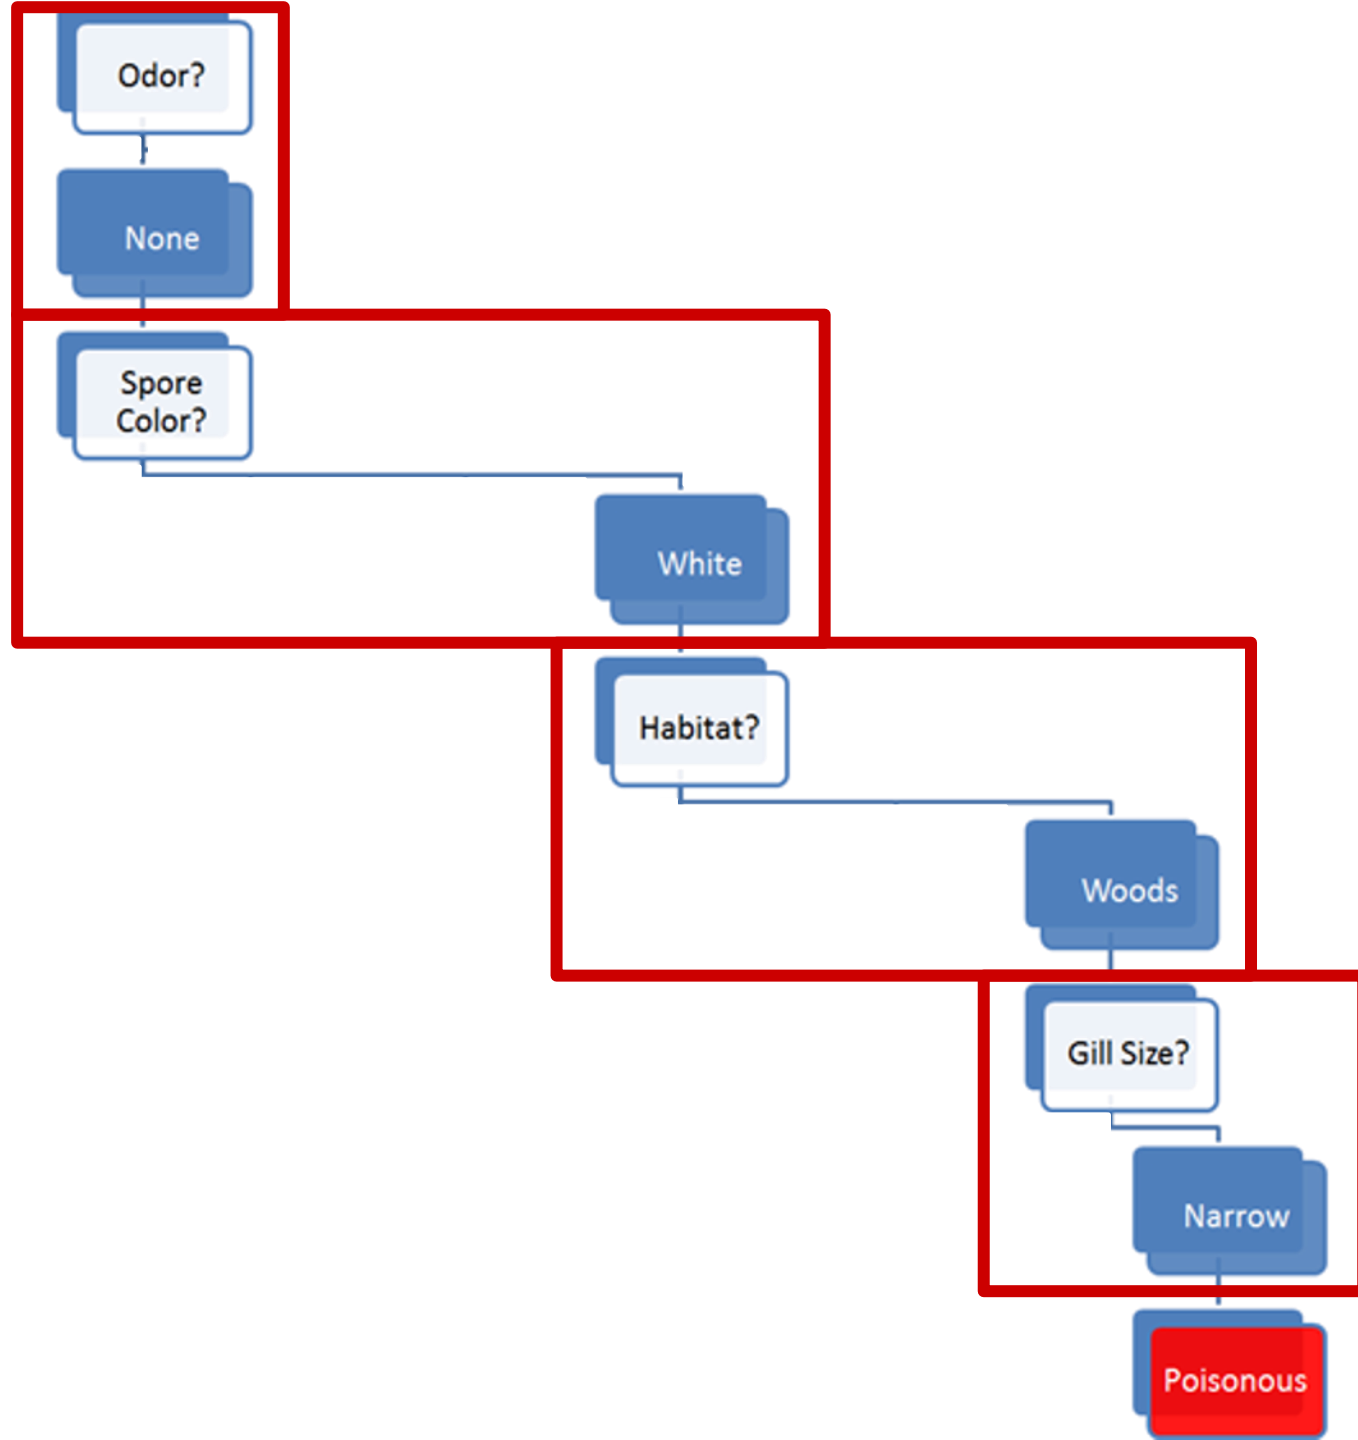 Odor?
None
Spore
Color?
White
Habitat?
Woods
Gill Size?
Narrow
Poisonous